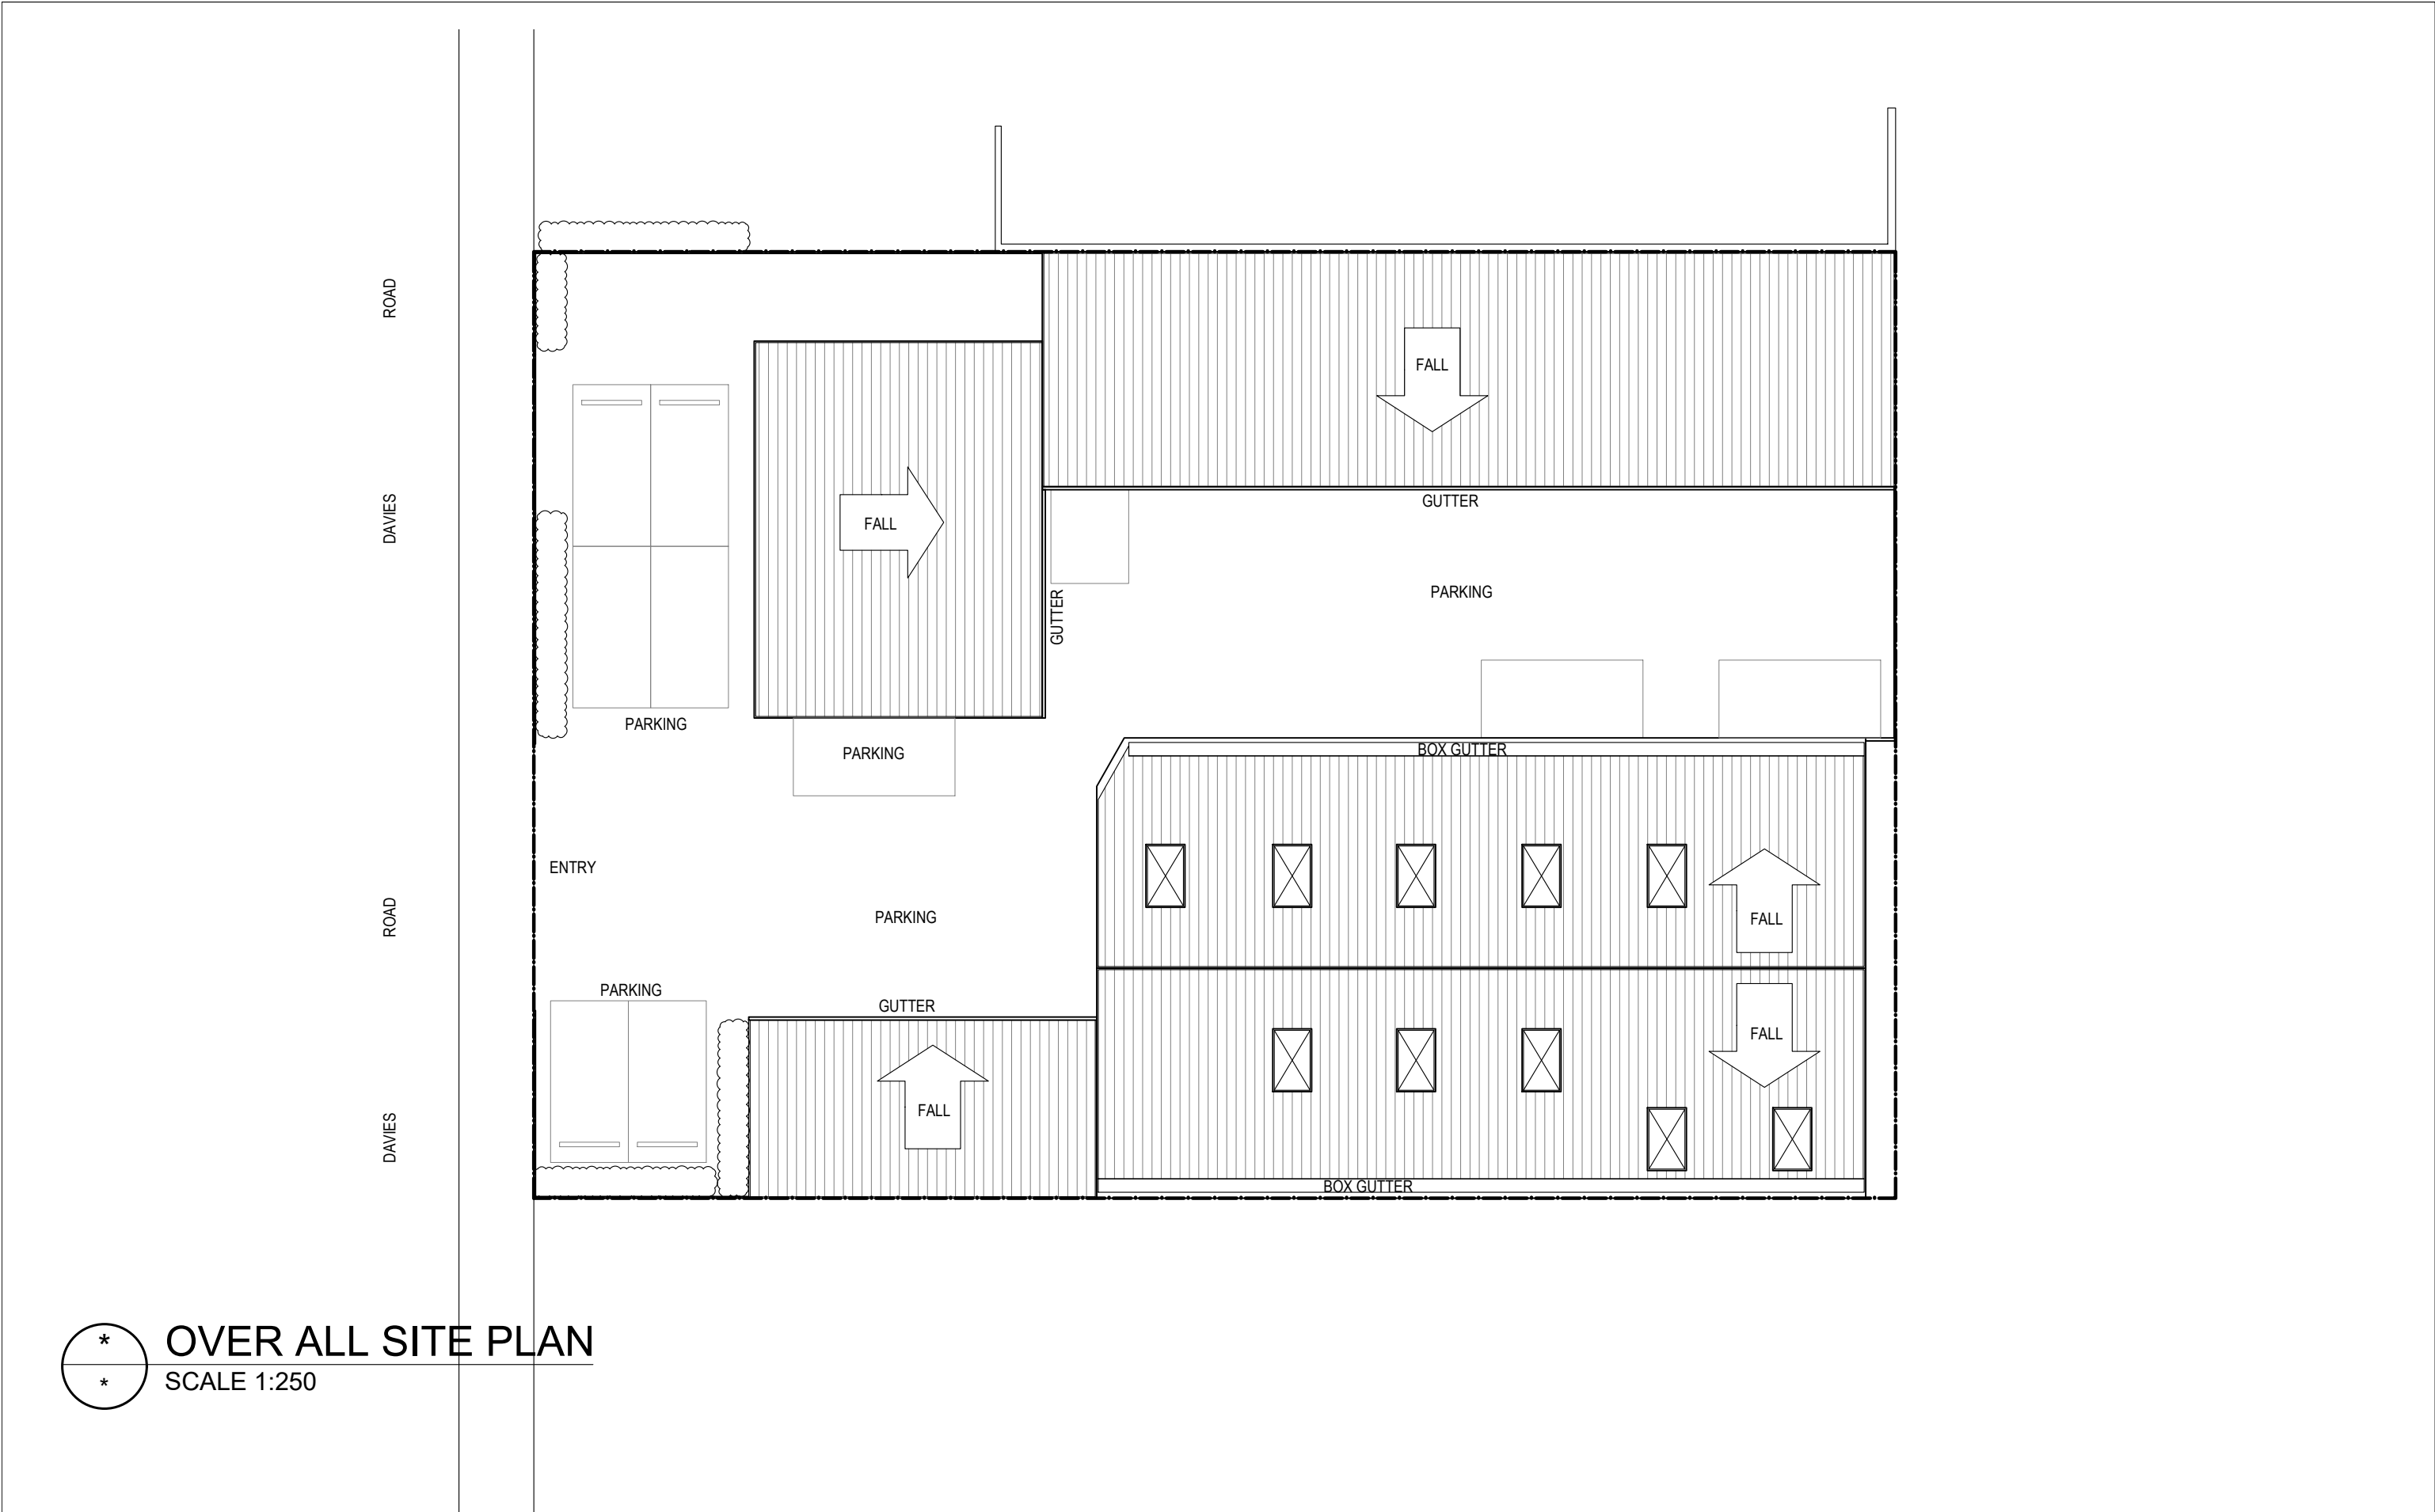 ROAD
FALL
DAVIES
GUTTER
FALL
GUTTER
PARKING
PARKING
PARKING
BOX GUTTER
ENTRY
ROAD
PARKING
FALL
PARKING
GUTTER
FALL
FALL
DAVIES
BOX GUTTER
*
OVER ALL SITE PLAN
*
SCALE 1:250